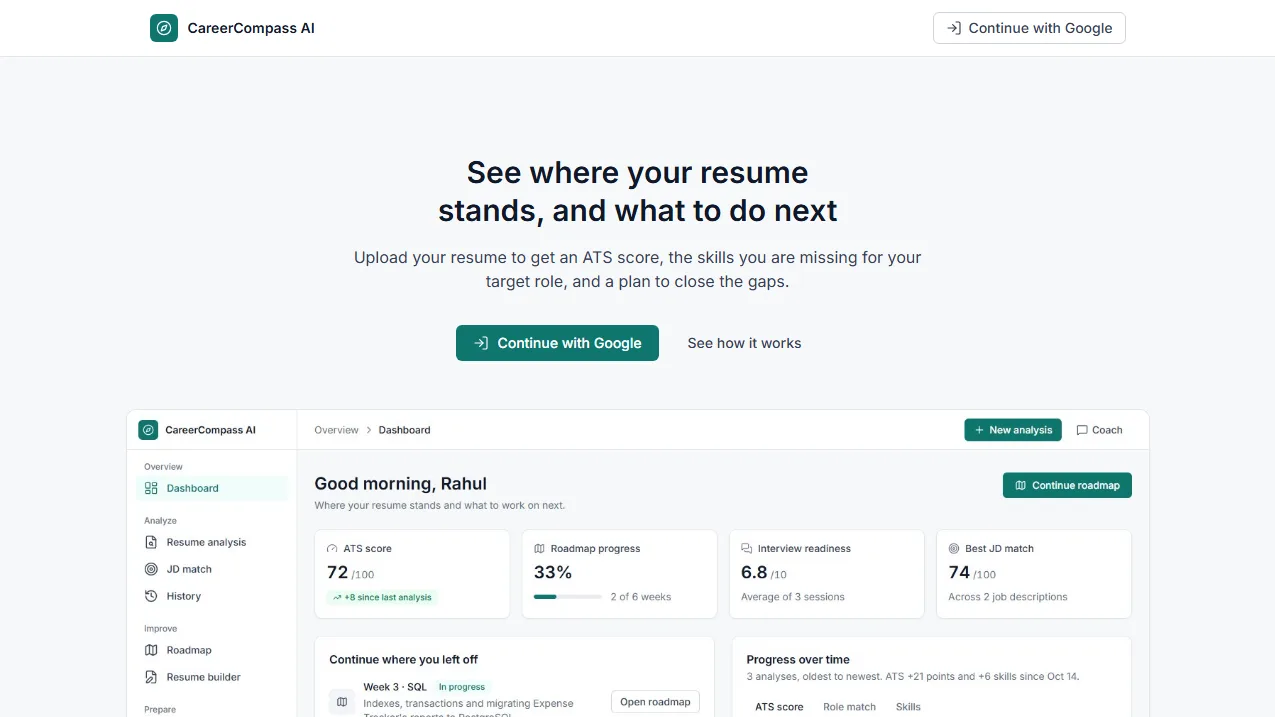 CareerCompass AI
Continue with Google
See where your resume
stands, and what to do next
Upload your resume to get an ATS score, the skills you are missing for your
target role, and a plan to close the gaps.
Continue with Google
See how it works
CareerCompass AI
Overview > Dashboard
+ New analysis
Coach
Overview
Dashboard
Analyze
Resume analysis
JD match
History
Improve
Roadmap
Resume builder
Prepare
Good morning, Rahul
Where your resume stands and what to work on next.
Continue roadmap
ATS score
72 /100
+8 since last analysis
Roadmap progress
33%
2 of 6 weeks
Interview readiness
6.8 /10
Average of 3 sessions
Best JD match
74 /100
Across 2 job descriptions
Continue where you left off
Week 3 · SQL
In progress
Indexes, transactions and migrating Expense
Tracker's reports to PostgreSQL
Open roadmap
Progress over time
3 analyses, oldest to newest. ATS +21 points and +6 skills since Oct 14.
ATS score
Role match
Skills